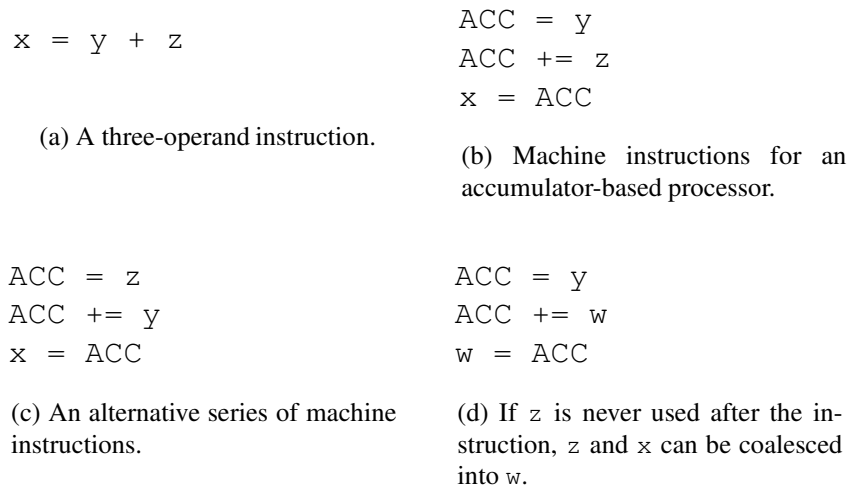 x = y + z
(a) A three-operand instruction.
ACC = y
ACC += z
x = ACC
(b) Machine instructions for an
accumulator-based processor.
ACC = z
ACC += y
x = ACC
(c) An alternative series of machine
instructions.
ACC = y
ACC += w
w = ACC
(d) If z is never used after the in-
struction, z and x can be coalesced
into w.